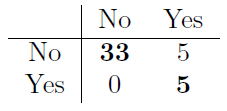 No Yes
No 33 5
Yes 0 5